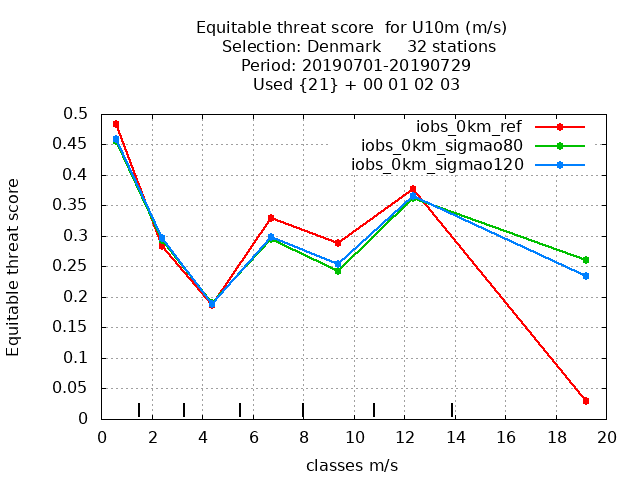 Equitable threat score for U10m (m/s)
Selection: Denmark 32 stations
Period: 20190701-20190729
Used {21} + 00 01 02 03
iobs_0km_ref
iobs_0km_sigmao80
iobs_0km_sigmao120
Equitable threat score
0.5
0.45
0.4
0.35
0.3
0.25
0.2
0.15
0.1
0.05
0
0 2 4 6 8 10 12 14 16 18 20
classes m/s